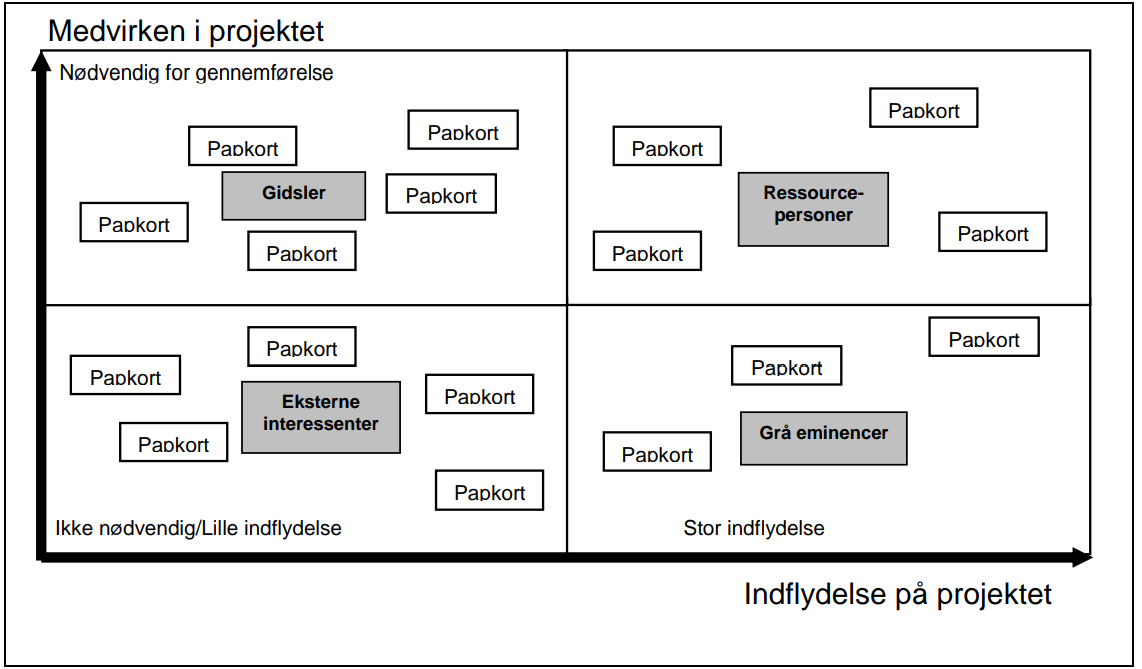 Medvirken i projektet
Nødvendig for gennemførelse
Papkort
Papkort
Papkort
Gidsler
Papkort
Papkort
Papkort
Papkort
Ressource-
personer
Papkort
Papkort
Papkort
Papkort
Papkort
Eksterne
interessenter
Papkort
Papkort
Papkort
Ikke nødvendig/Lille indflydelse
Papkort
Papkort
Grå eminencer
Papkort
Stor indflydelse
Indflydelse på projektet